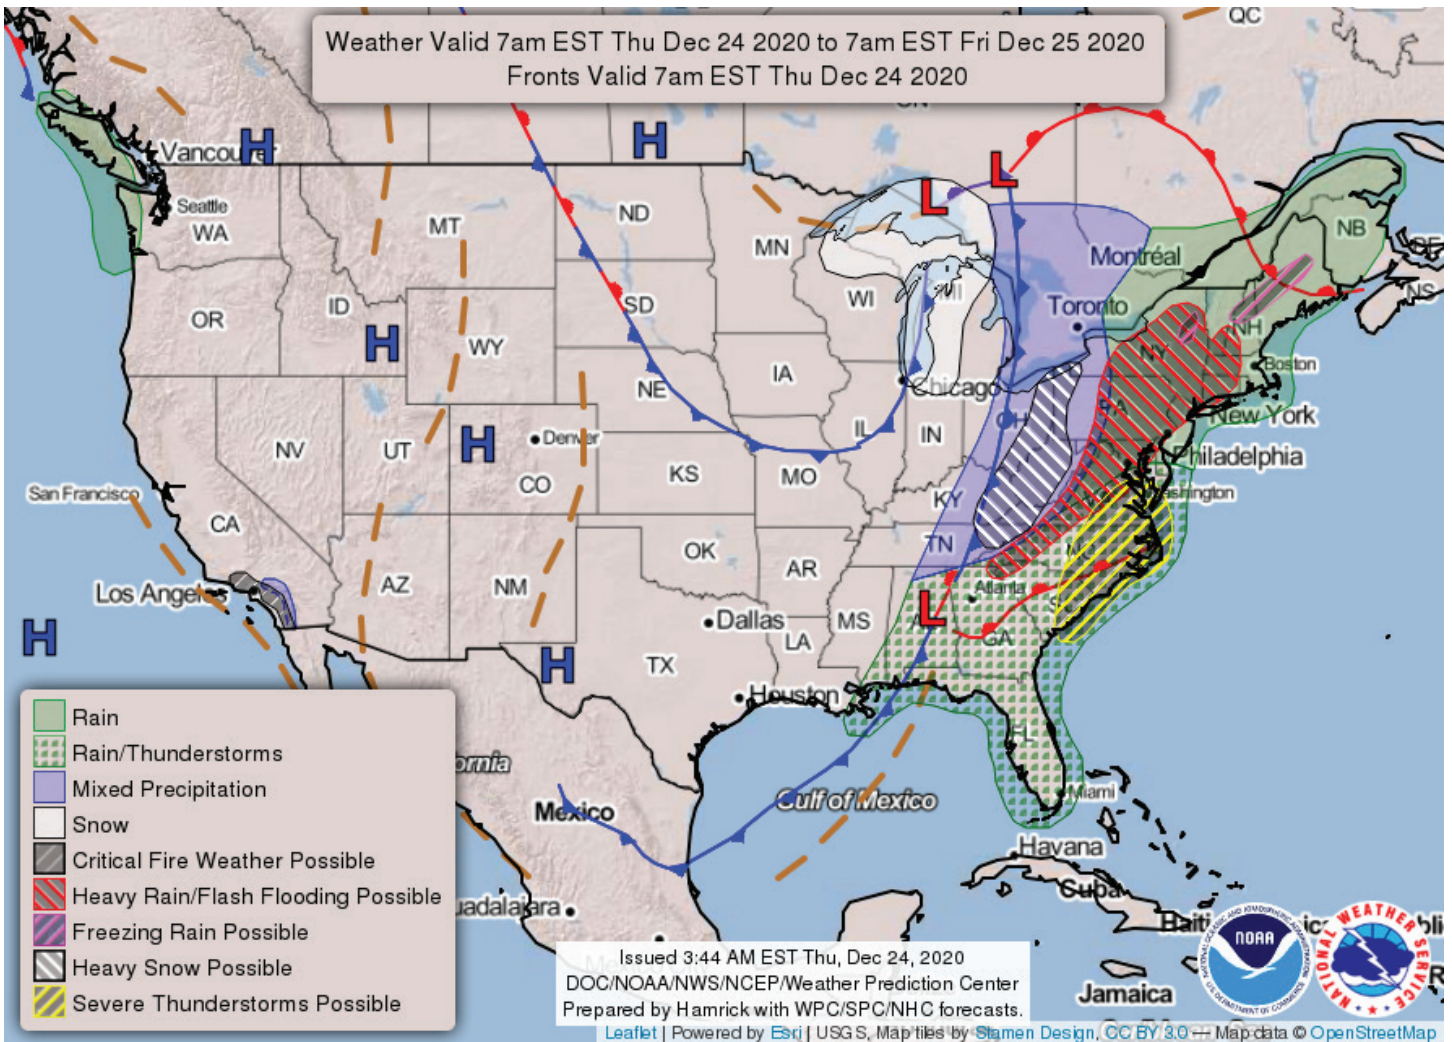 Weather Valid 7am EST Thu Dec 24 2020 to 7am EST Fri Dec 25 2020
Fronts Valid 7am EST Thu Dec 24 2020
QC
H
Vancouver
H
L
L
Seattle
WA
MT
ND
MN
Montréal
NB
NS
OR
ID
SD
WI
MI
Toronto
H
WY
NH
NY
Boston
NE
IA
Chicago
OH
PA
New York
NV
UT
H
Denver
CO
KS
MO
IL
IN
Philadelphia
San Francisco
CA
KY
Washington
OK
AR
TN
Los Angeles
AZ
NM
Atlanta
H
Dallas
LA
MS
L
GA
H
TX
Houston
FL
Miami
Rain
Rain/Thunderstorms
Mixed Precipitation
Snow
Critical Fire Weather Possible
Heavy Rain/Flash Flooding Possible
Freezing Rain Possible
Heavy Snow Possible
Severe Thunderstorms Possible
ornia
Mexico
Gulf of Mexico
Havana
Cuba
uadalajara
Haiti
Jamaica
NOAA
NATIONAL WEATHER SERVICE
Issued 3:44 AM EST Thu, Dec 24, 2020
DOC/NOAA/NWS/NCEP/Weather Prediction Center
Prepared by Hamrick with WPC/SPC/NHC forecasts.
Leaflet | Powered by Esri | USGS, Map tiles by Stamen Design, CC BY 3.0 — Map data © OpenStreetMap